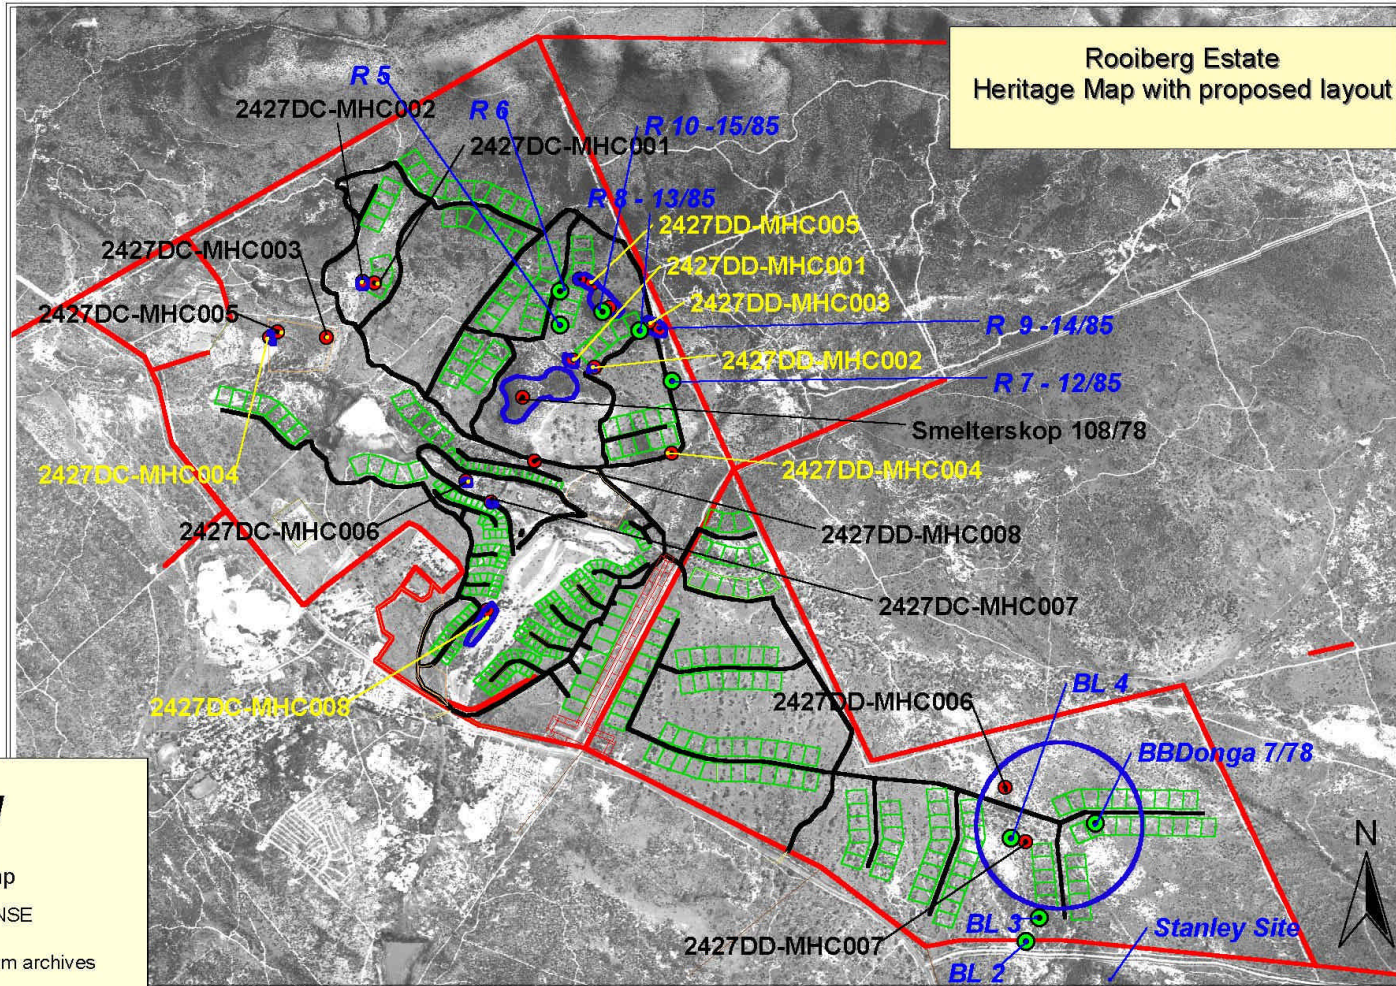 Rooiberg Estate
Heritage Map with proposed layout
R 5
2427DC-MHC002
R 6
R 10 -15/85
2427DC-MHC001
R 8 - 13/85
2427DD-MHC005
2427DC-MHC003
2427DD-MHC001
2427DD-MHC003
2427DC-MHC005
R 9 -14/85
2427DD-MHC002
R 7 - 12/85
Smelterskop 108/78
2427DC-MHC004
2427DD-MHC004
2427DC-MHC006
2427DD-MHC008
2427DC-MHC007
2427DC-MHC008
2427DD-MHC006
BL 4
BBDonga 7/78
N
BL 3
Stanley Site
2427DD-MHC007
BL 2
NSE
archives